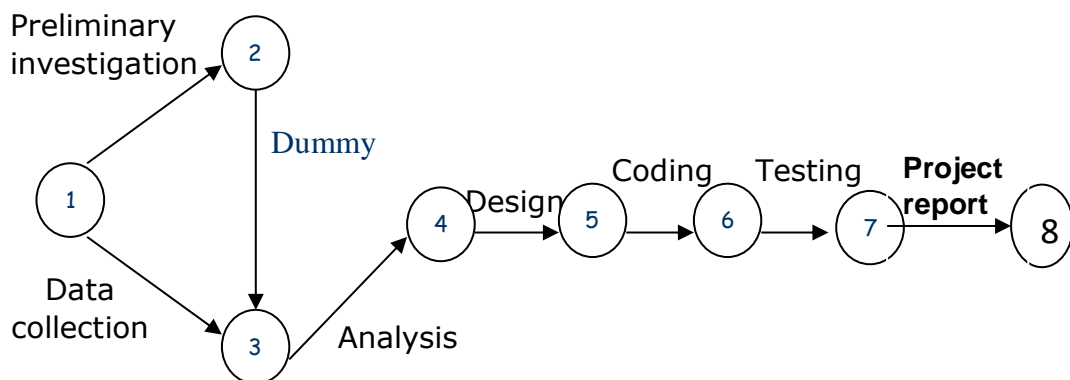 Preliminary
investigation
2
Dummy
1
Data
collection
3
Analysis
4
Design
5
Coding
6
Testing
7
Project
report
8